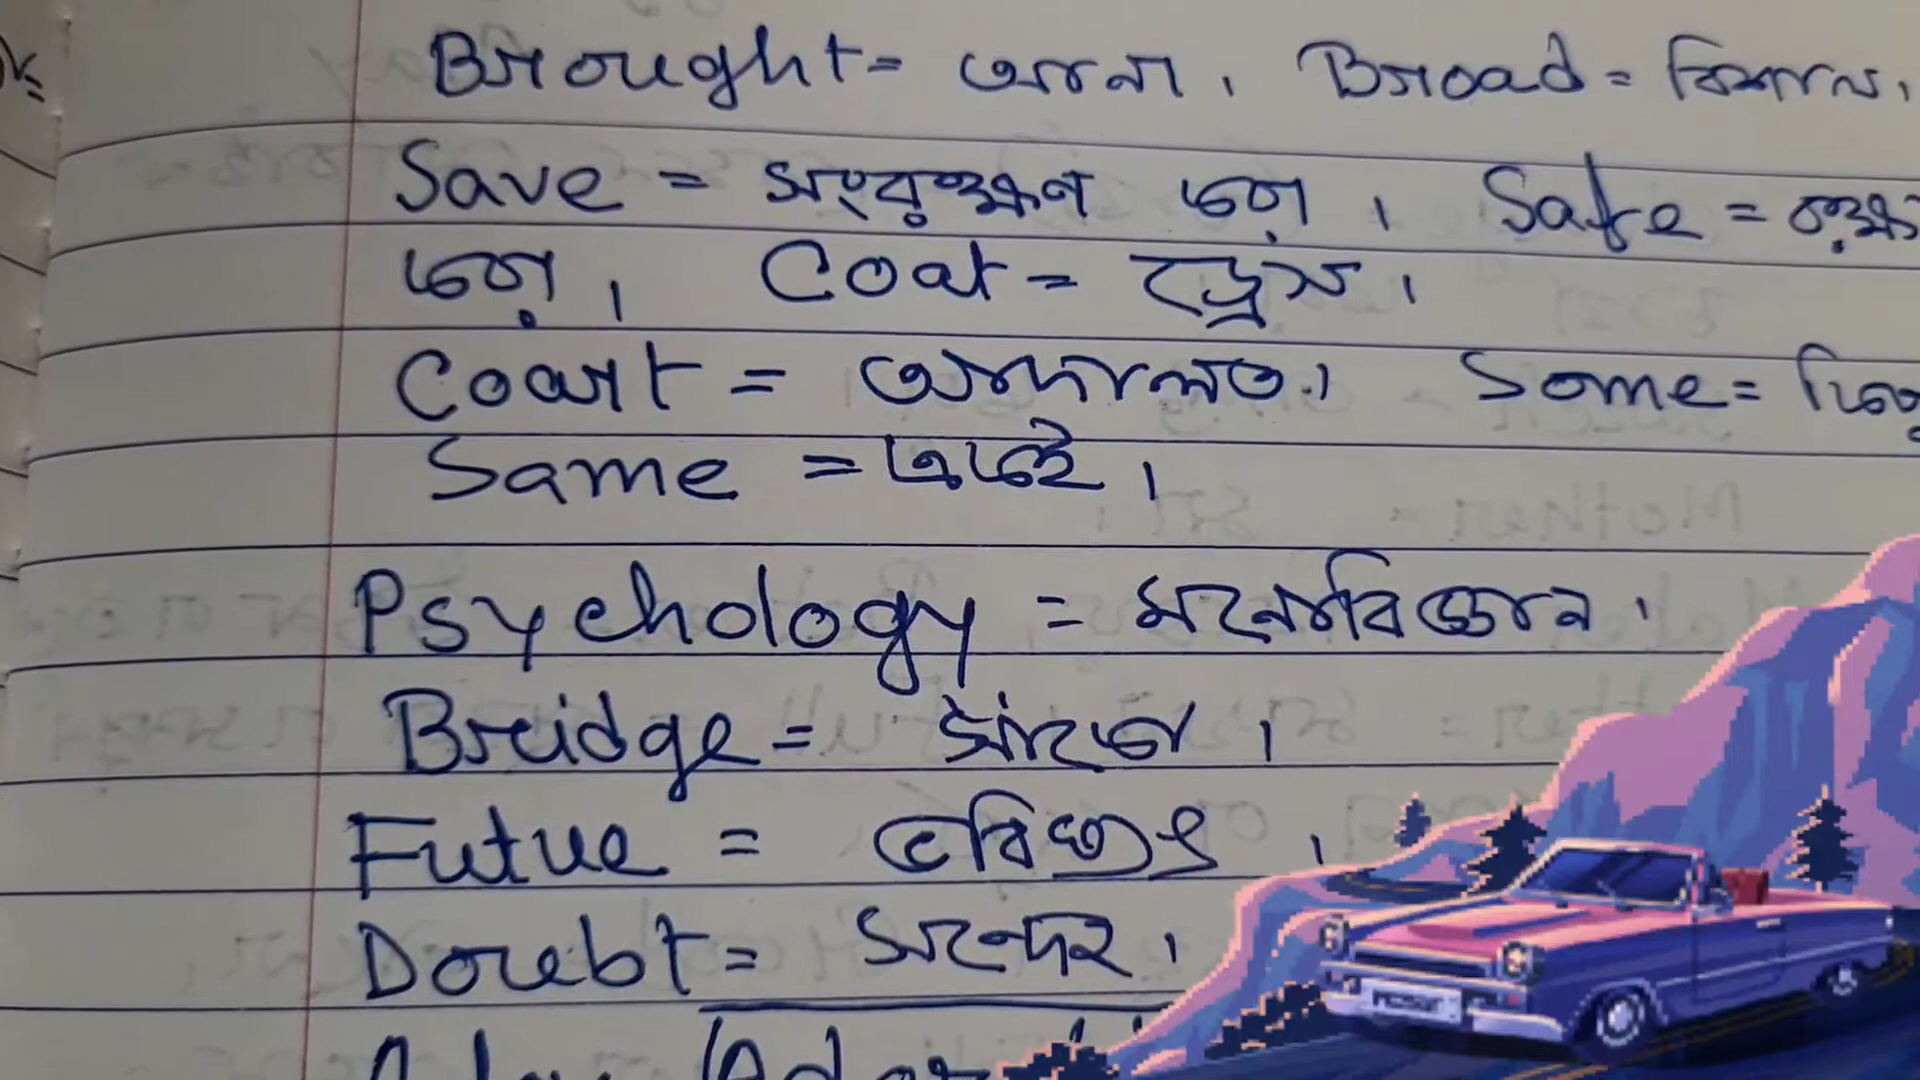 Brought = আনা। Broad = বিশাল।
Save = সংরক্ষণ করা। Safe = রক্ষা
করা। Coat =
Coart = আদালত। Some = কিছু
Same = একই।
Psychology = মনোবিজ্ঞান।
Bridge = সাঁকো।
Futue = ভবিষ্যৎ।
Doubt = সন্দেহ।